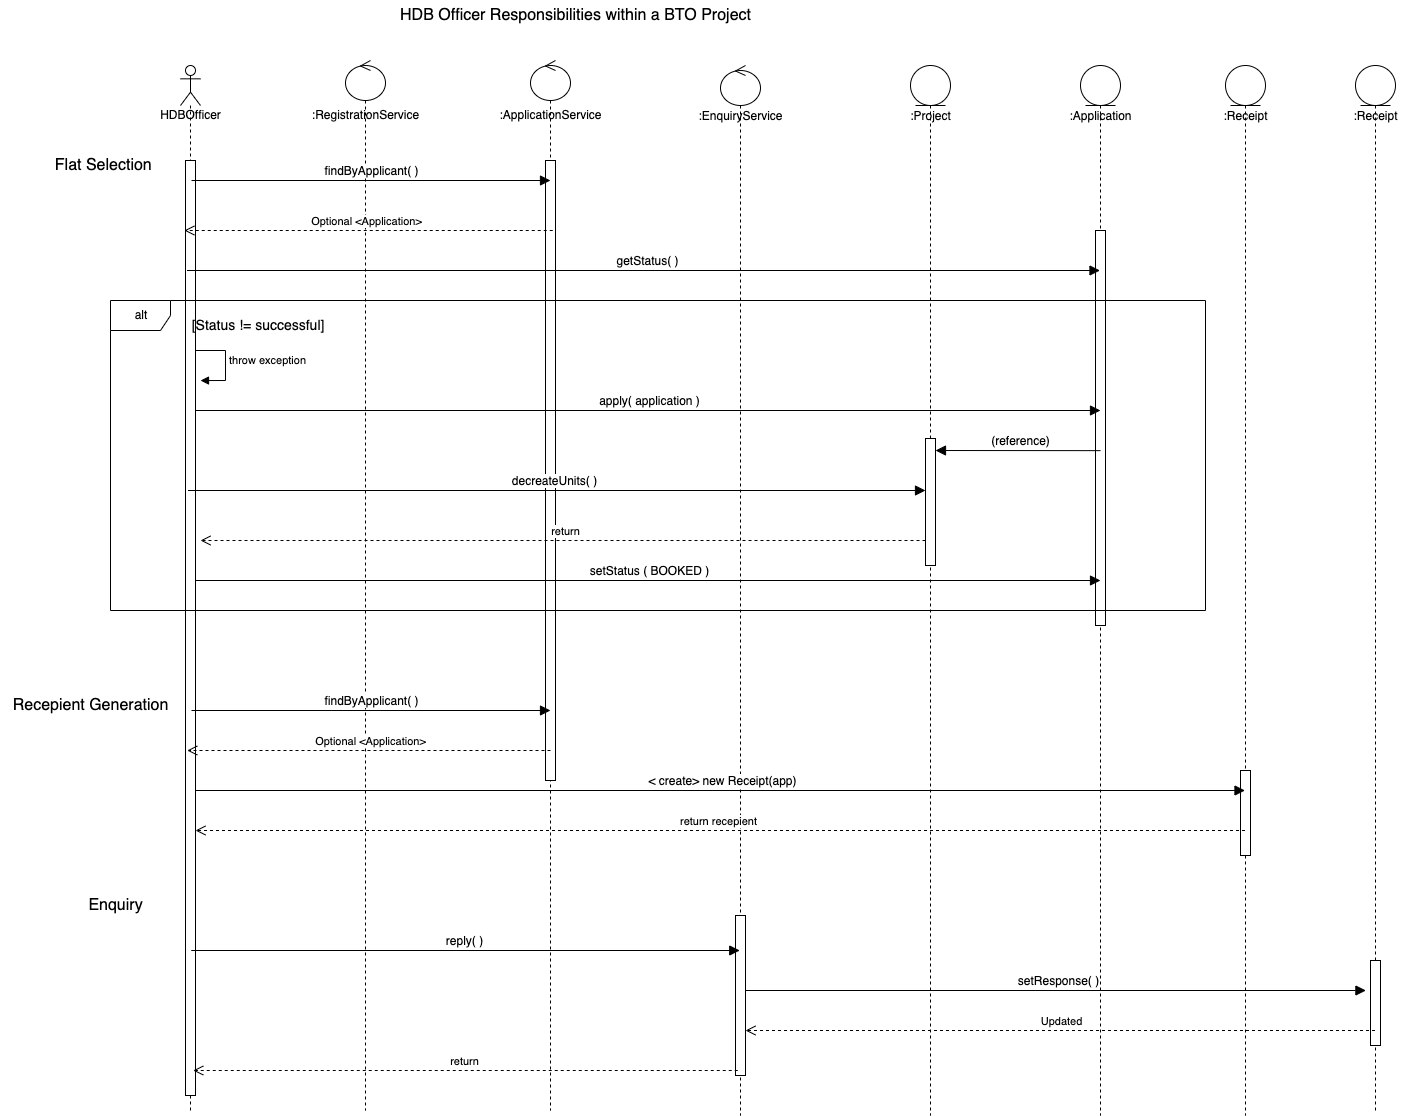 HDB Officer Responsibilities within a BTO Project
HDBOfficer
:RegistrationService
:ApplicationService
:EnquiryService
:Project
:Application
:Receipt
:Receipt
Flat Selection
findByApplicant( )
Optional <Application>
getStatus( )
alt
[Status != successful]
throw exception
apply( application )
(reference)
decreateUnits( )
return
setStatus ( BOOKED )
Recepient Generation
findByApplicant( )
Optional <Application>
< create> new Receipt(app)
return recepient
Enquiry
reply( )
setResponse( )
Updated
return